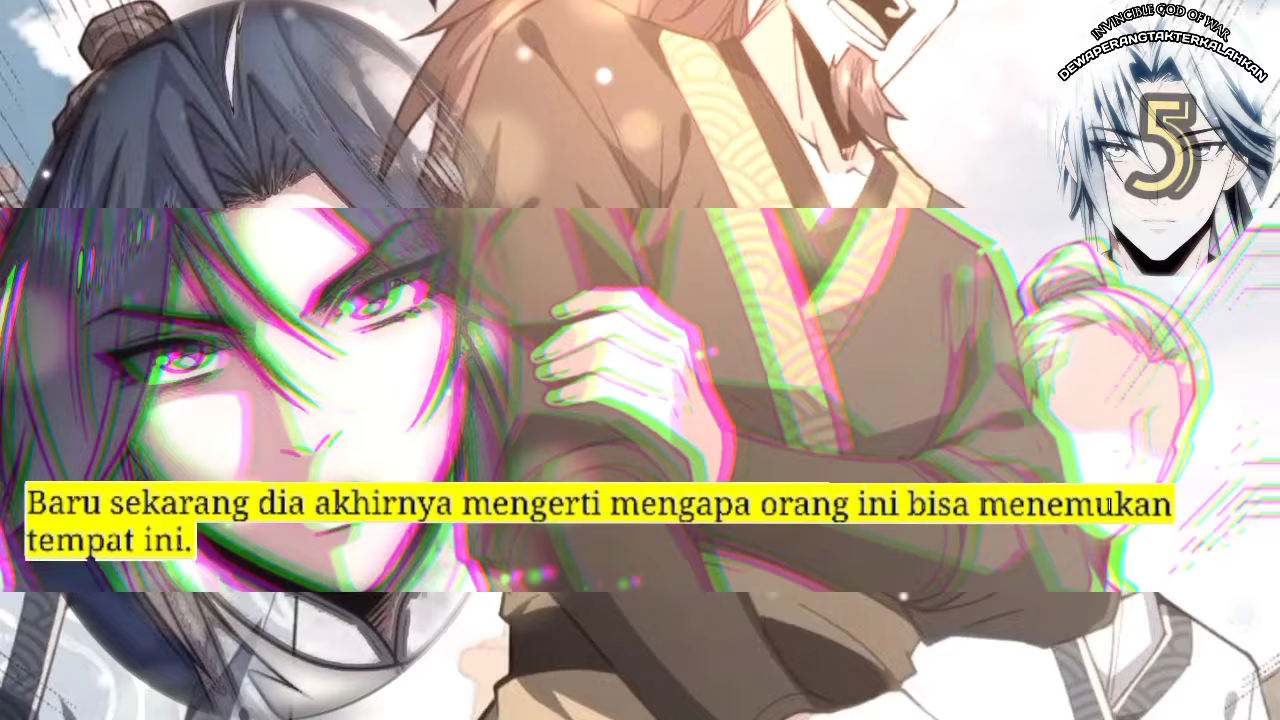 INVINCIBLE GOD OF WAR
DEWAPERANGTAKTERKALAHKAN
5
Baru sekarang dia akhirnya mengerti mengapa orang ini bisa menemukan
tempat ini.